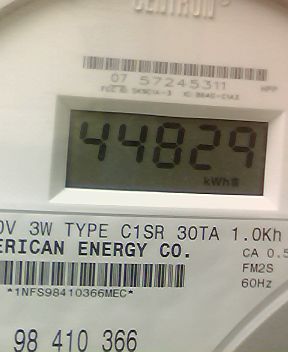 CENTRON®
07 57245311
44829
kWh
0V 3W TYPE C1SR 30TA 1.0Kh
ERICAN ENERGY CO.
CA 0.5
FM2S
60Hz
*1NFS98410366MEC*
98 410 366